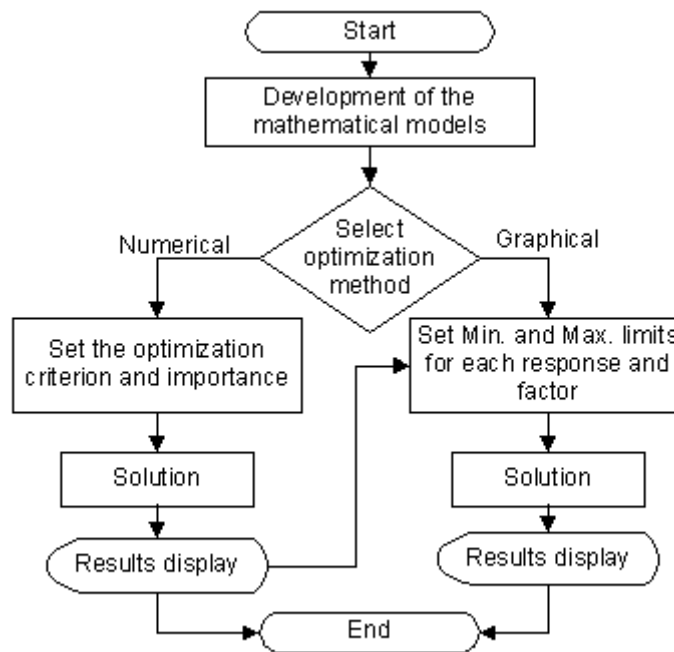 Start
Development of the
mathematical models
Select
optimization
method
Numerical
Graphical
Set the optimization
criterion and importance
Set Min. and Max. limits
for each response and
factor
Solution
Solution
Results display
Results display
End